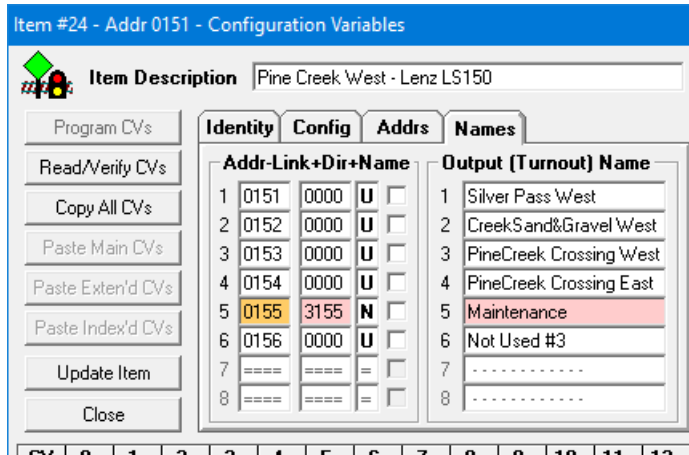 Item #24 - Addr 0151 - Configuration Variables
Item Description Pine Creek West - Lenz LS150
Program CVs
Read/Verify CVs
Copy All CVs
Paste Main CVs
Paste Exten'd CVs
Paste Index'd CVs
Update Item
Close
Identity Config Addrs Names
Addr-Link+Dir+Name
1 0151 0000 U
2 0152 0000 U
3 0153 0000 U
4 0154 0000 U
5 0155 3155 N
6 0156 0000 U
7 ==== ==== =
8 ==== ==== =
Output (Turnout) Name
1 Silver Pass West
2 CreekSand&Gravel West
3 PineCreek Crossing West
4 PineCreek Crossing East
5 Maintenance
6 Not Used #3
7 - - - - - - - - - - - -
8 - - - - - - - - - - - -
CV 0 1 2 3 4 5 6 7 8 9 10 11 12